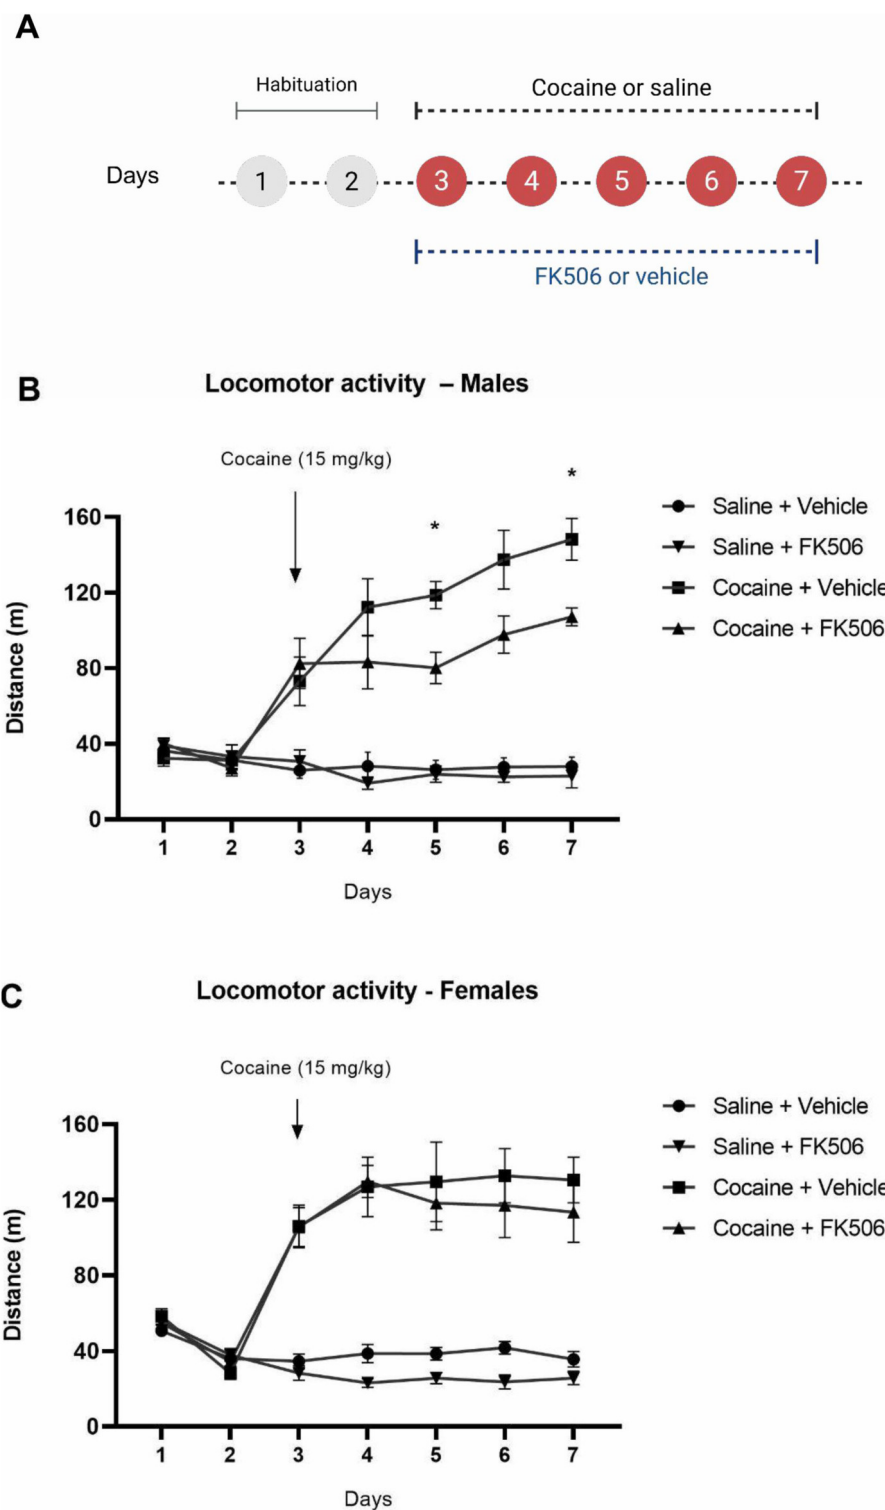 A
Habituation
Cocaine or saline
Days
1 2 3 4 5 6 7
FK506 or vehicle
B
Locomotor activity – Males
Cocaine (15 mg/kg)
*
*
160
120
80
40
0
Distance (m)
1 2 3 4 5 6 7
Days
Saline + Vehicle
Saline + FK506
Cocaine + Vehicle
Cocaine + FK506
C
Locomotor activity - Females
Cocaine (15 mg/kg)
160
120
80
40
0
Distance (m)
1 2 3 4 5 6 7
Days
Saline + Vehicle
Saline + FK506
Cocaine + Vehicle
Cocaine + FK506